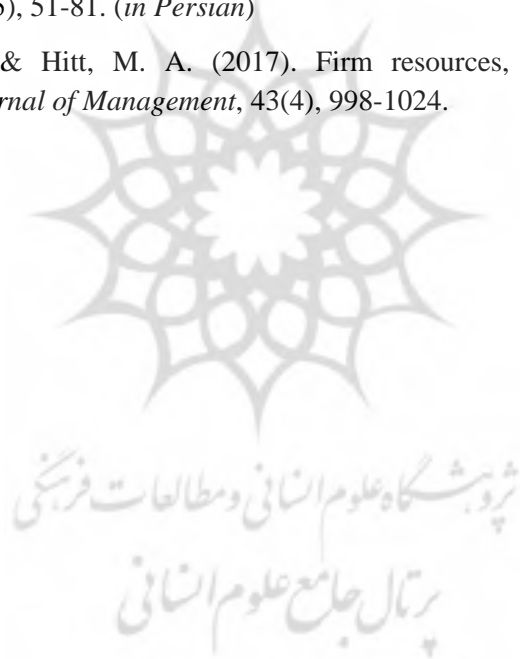 5), 51-81. (in Persian)
& Hitt, M. A. (2017). Firm resources,
rnal of Management, 43(4), 998-1024.
پژوهشگاه علوم انسانی و مطالعات فرهنگی
پرتال جامع علوم انسانی